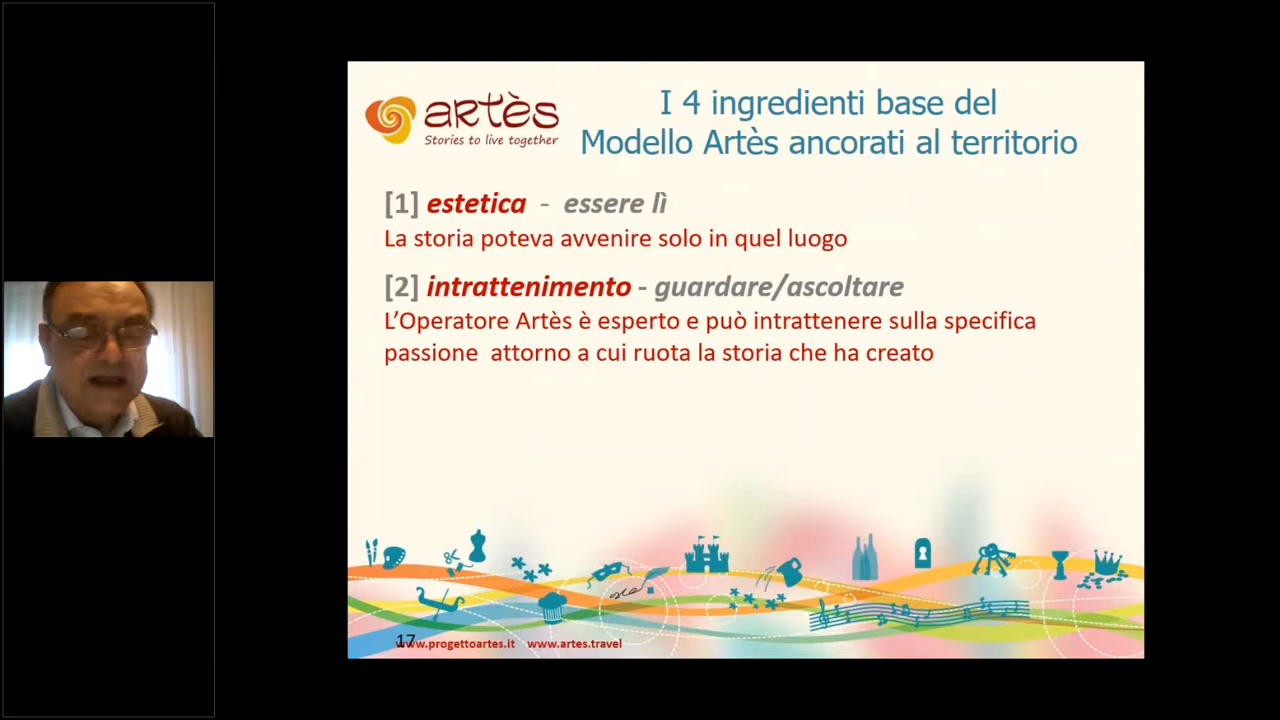 artès
Stories to live together
I 4 ingredienti base del
Modello Artès ancorati al territorio
[1] estetica - essere lì
La storia poteva avvenire solo in quel luogo
[2] intrattenimento - guardare/ascoltare
L’Operatore Artès è esperto e può intrattenere sulla specifica
passione attorno a cui ruota la storia che ha creato
17
www.progettoartes.it www.artes.travel